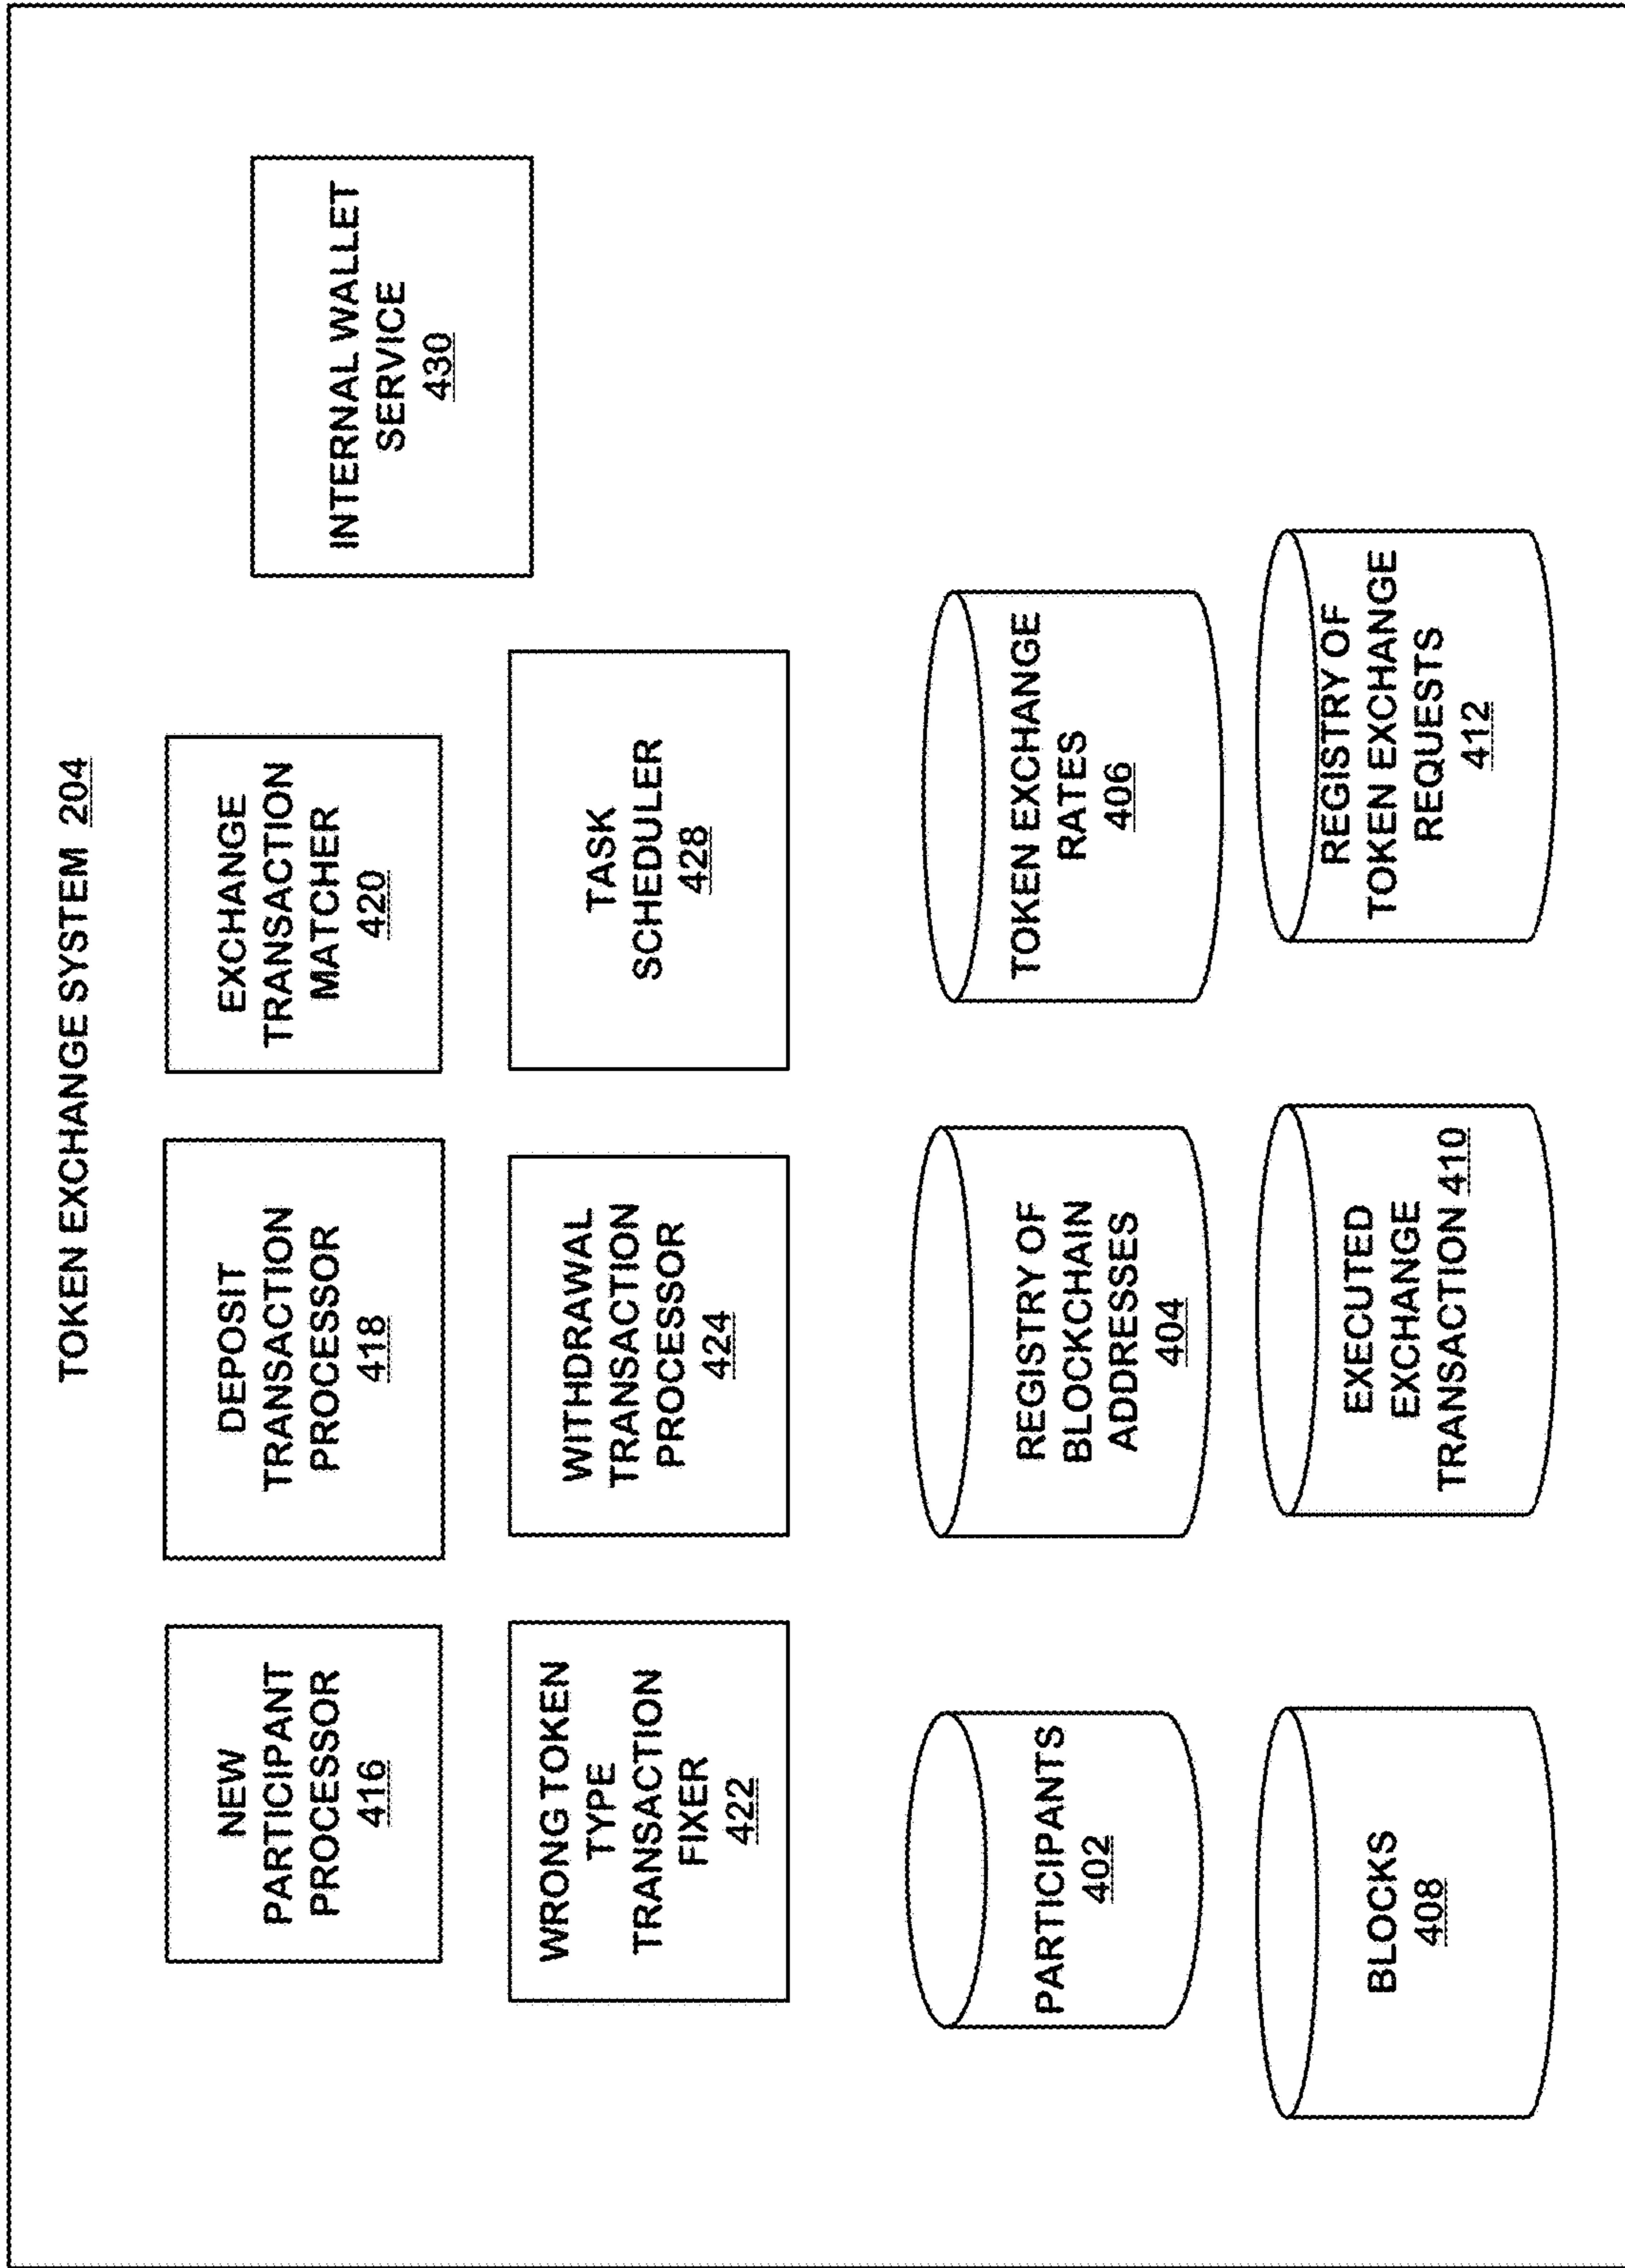 TOKEN EXCHANGE SYSTEM 204
NEW
PARTICIPANT
PROCESSOR
416
DEPOSIT
TRANSACTION
PROCESSOR
418
EXCHANGE
TRANSACTION
MATCHER
420
INTERNAL WALLET
SERVICE
430
WRONG TOKEN
TYPE
TRANSACTION
FIXER
422
WITHDRAWAL
TRANSACTION
PROCESSOR
424
TASK
SCHEDULER
428
PARTICIPANTS
402
REGISTRY OF
BLOCKCHAIN
ADDRESSES
404
TOKEN EXCHANGE
RATES
406
BLOCKS
408
EXECUTED
EXCHANGE
TRANSACTION 410
REGISTRY OF
TOKEN EXCHANGE
REQUESTS
412